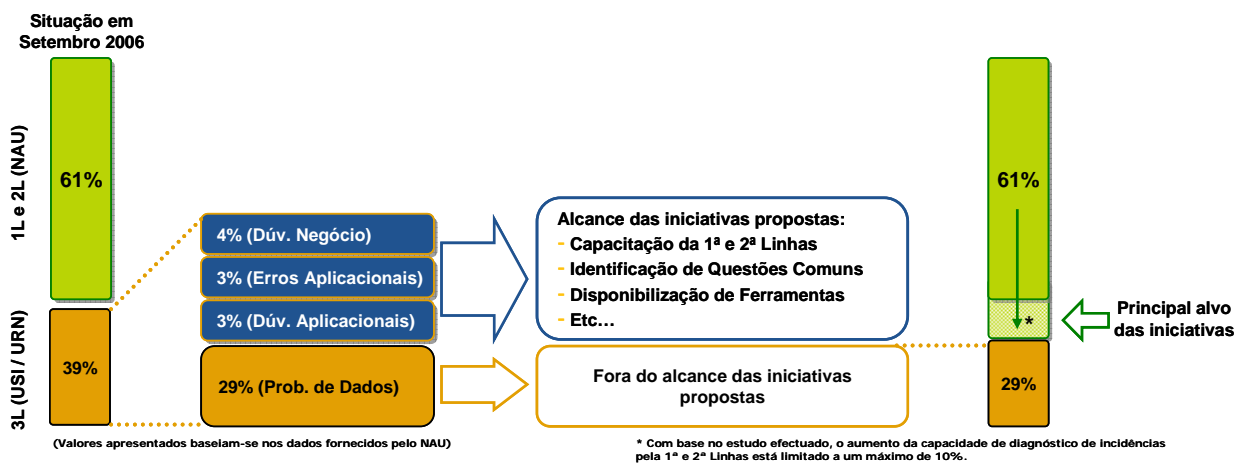 Situação em
Setembro 2006
1L e 2L (NAU)
61%
3L (USI / URN)
39%
4% (Dúv. Negócio)
3% (Erros Aplicacionais)
3% (Dúv. Aplicacionais)
29% (Prob. de Dados)
Alcance das iniciativas propostas:
- Capacitação da 1ª e 2ª Linhas
- Identificação de Questões Comuns
- Disponibilização de Ferramentas
- Etc...
Fora do alcance das iniciativas
propostas
61%
*
29%
Principal alvo
das iniciativas
(Valores apresentados baseiam-se nos dados fornecidos pelo NAU)
* Com base no estudo efectuado, o aumento da capacidade de diagnóstico de incidências
pela 1ª e 2ª Linhas está limitado a um máximo de 10%.